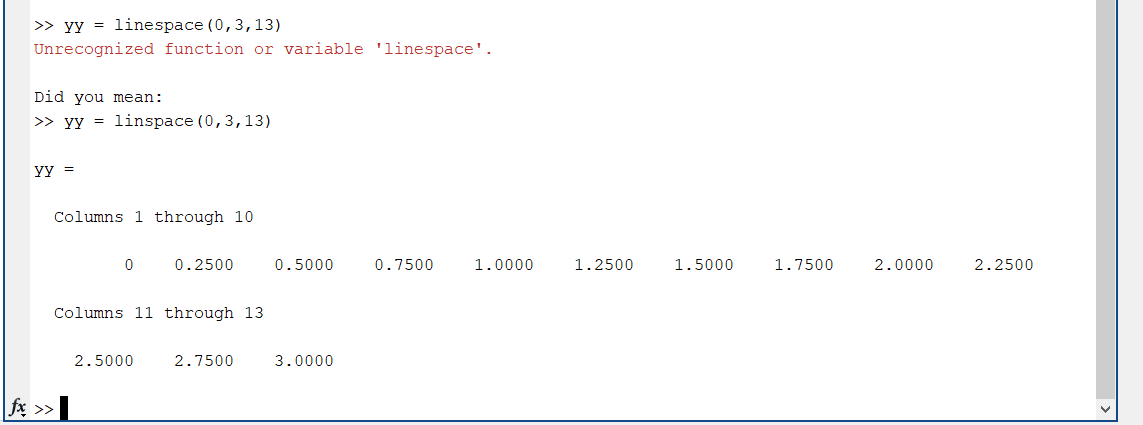 >> yy = linespace(0,3,13)
Unrecognized function or variable 'linespace'.
Did you mean:
>> yy = linspace(0,3,13)
yy =
Columns 1 through 10
0 0.2500 0.5000 0.7500 1.0000 1.2500 1.5000 1.7500 2.0000 2.2500
Columns 11 through 13
2.5000 2.7500 3.0000
fx >>